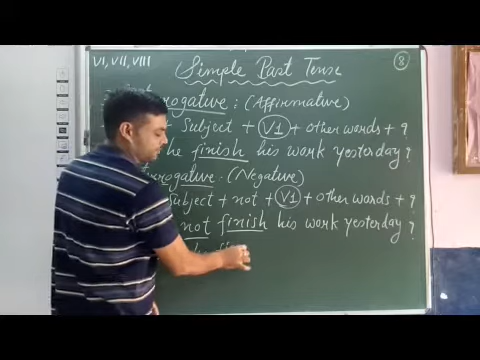 VI, VII, VIII
Simple Past Tense
8
rogative : (Affirmative)
Subject + V1 + other words + ?
he finish his work yesterday ?
rogative . (Negative)
Subject + not + V1 + other words + ?
not finish his work yesterday ?